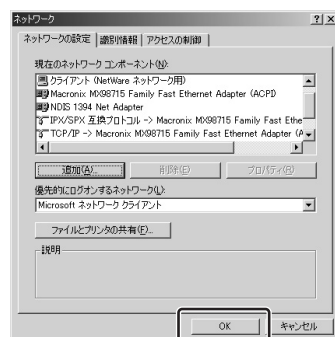 ネットワーク
ネットワークの設定 識別情報 アクセスの制御
現在のネットワーク コンポーネント(N):
クライアント (NetWare ネットワーク用)
Macronix MX98715 Family Fast Ethernet Adapter (ACPI)
NDIS 1394 Net Adapter
IPX/SPX 互換プロトコル -> Macronix MX98715 Family Fast Ethe
TCP/IP -> Macronix MX98715 Family Fast Ethernet Adapter (A
追加(A)... 削除(E) プロパティ(R)
優先的にログオンするネットワーク(L):
Microsoft ネットワーク クライアント
ファイルとプリンタの共有(F)...
説明
OK キャンセル